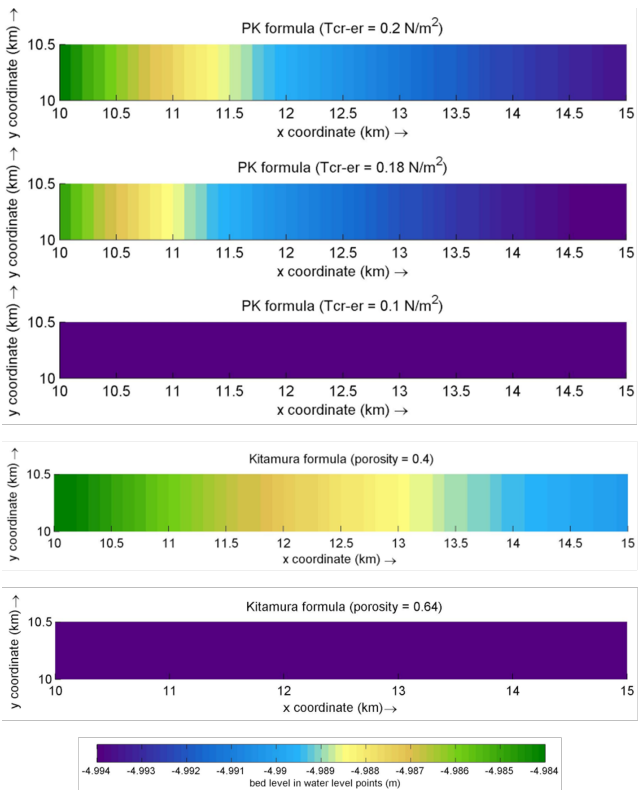 PK formula (Tcr-er = 0.2 N/m²)
y coordinate (km) →
10.5
10
10 10.5 11 11.5 12 12.5 13 13.5 14 14.5 15
x coordinate (km) →
PK formula (Tcr-er = 0.18 N/m²)
y coordinate (km) →
10.5
10
10 10.5 11 11.5 12 12.5 13 13.5 14 14.5 15
x coordinate (km) →
PK formula (Tcr-er = 0.1 N/m²)
y coordinate (km) →
10.5
10
10 10.5 11 11.5 12 12.5 13 13.5 14 14.5 15
x coordinate (km) →
Kitamura formula (porosity = 0.4)
y coordinate (km) →
10.5
10
10 10.5 11 11.5 12 12.5 13 13.5 14 14.5 15
x coordinate (km) →
Kitamura formula (porosity = 0.64)
y coordinate (km) →
10.5
10
10 11 12 13 14 15
x coordinate (km) →
-4.994 -4.993 -4.992 -4.991 -4.99 -4.989 -4.988 -4.987 -4.986 -4.985 -4.984
bed level in water level points (m)